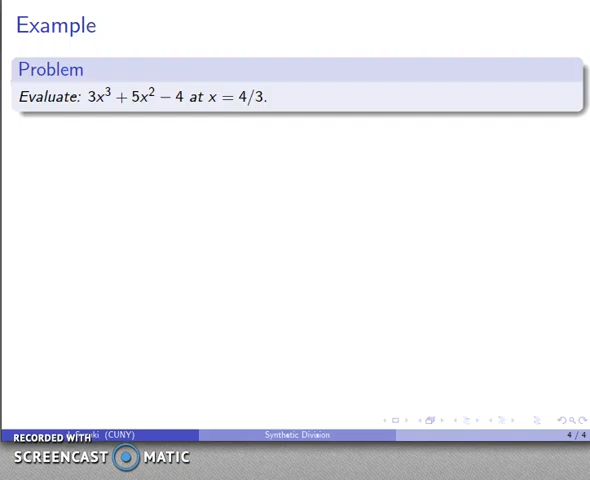 Example
Problem
Evaluate: 3x³ + 5x² − 4 at x = 4/3.
(CUNY)
Synthetic Division
4 / 4
RECORDED WITH
SCREENCAST MATIC